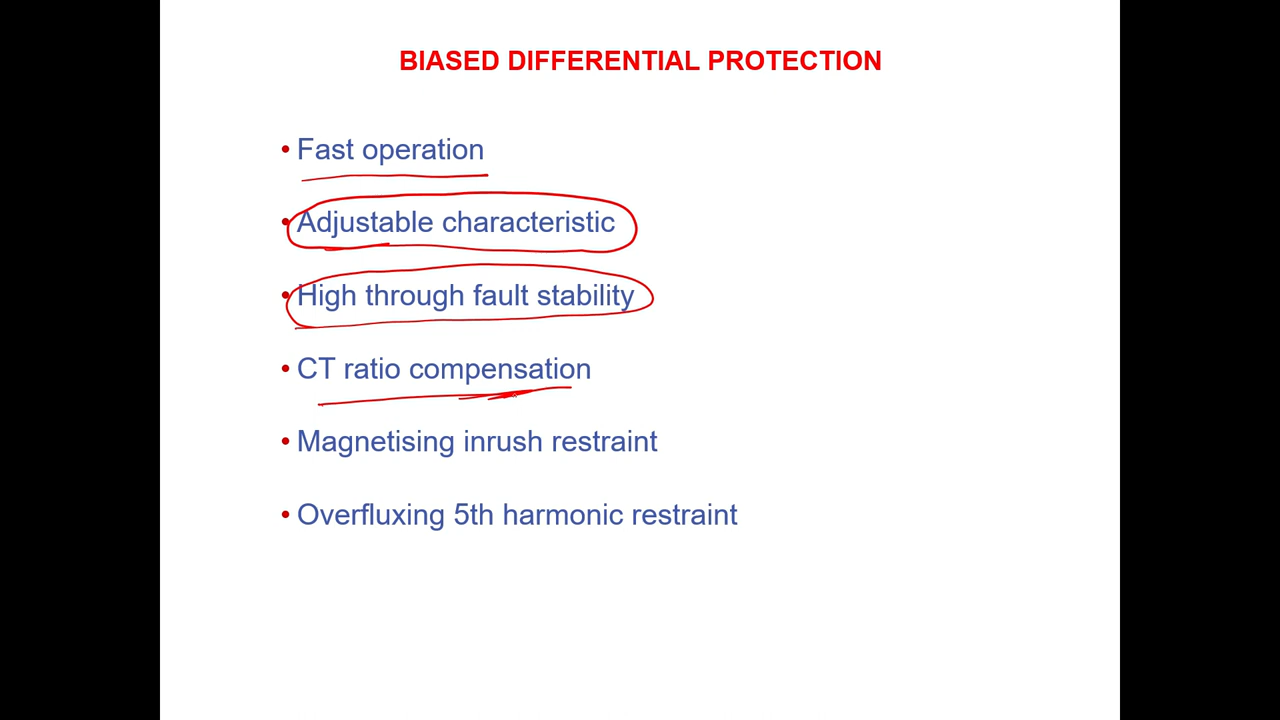 BIASED DIFFERENTIAL PROTECTION
• Fast operation
• Adjustable characteristic
• High through fault stability
• CT ratio compensation
• Magnetising inrush restraint
• Overfluxing 5th harmonic restraint